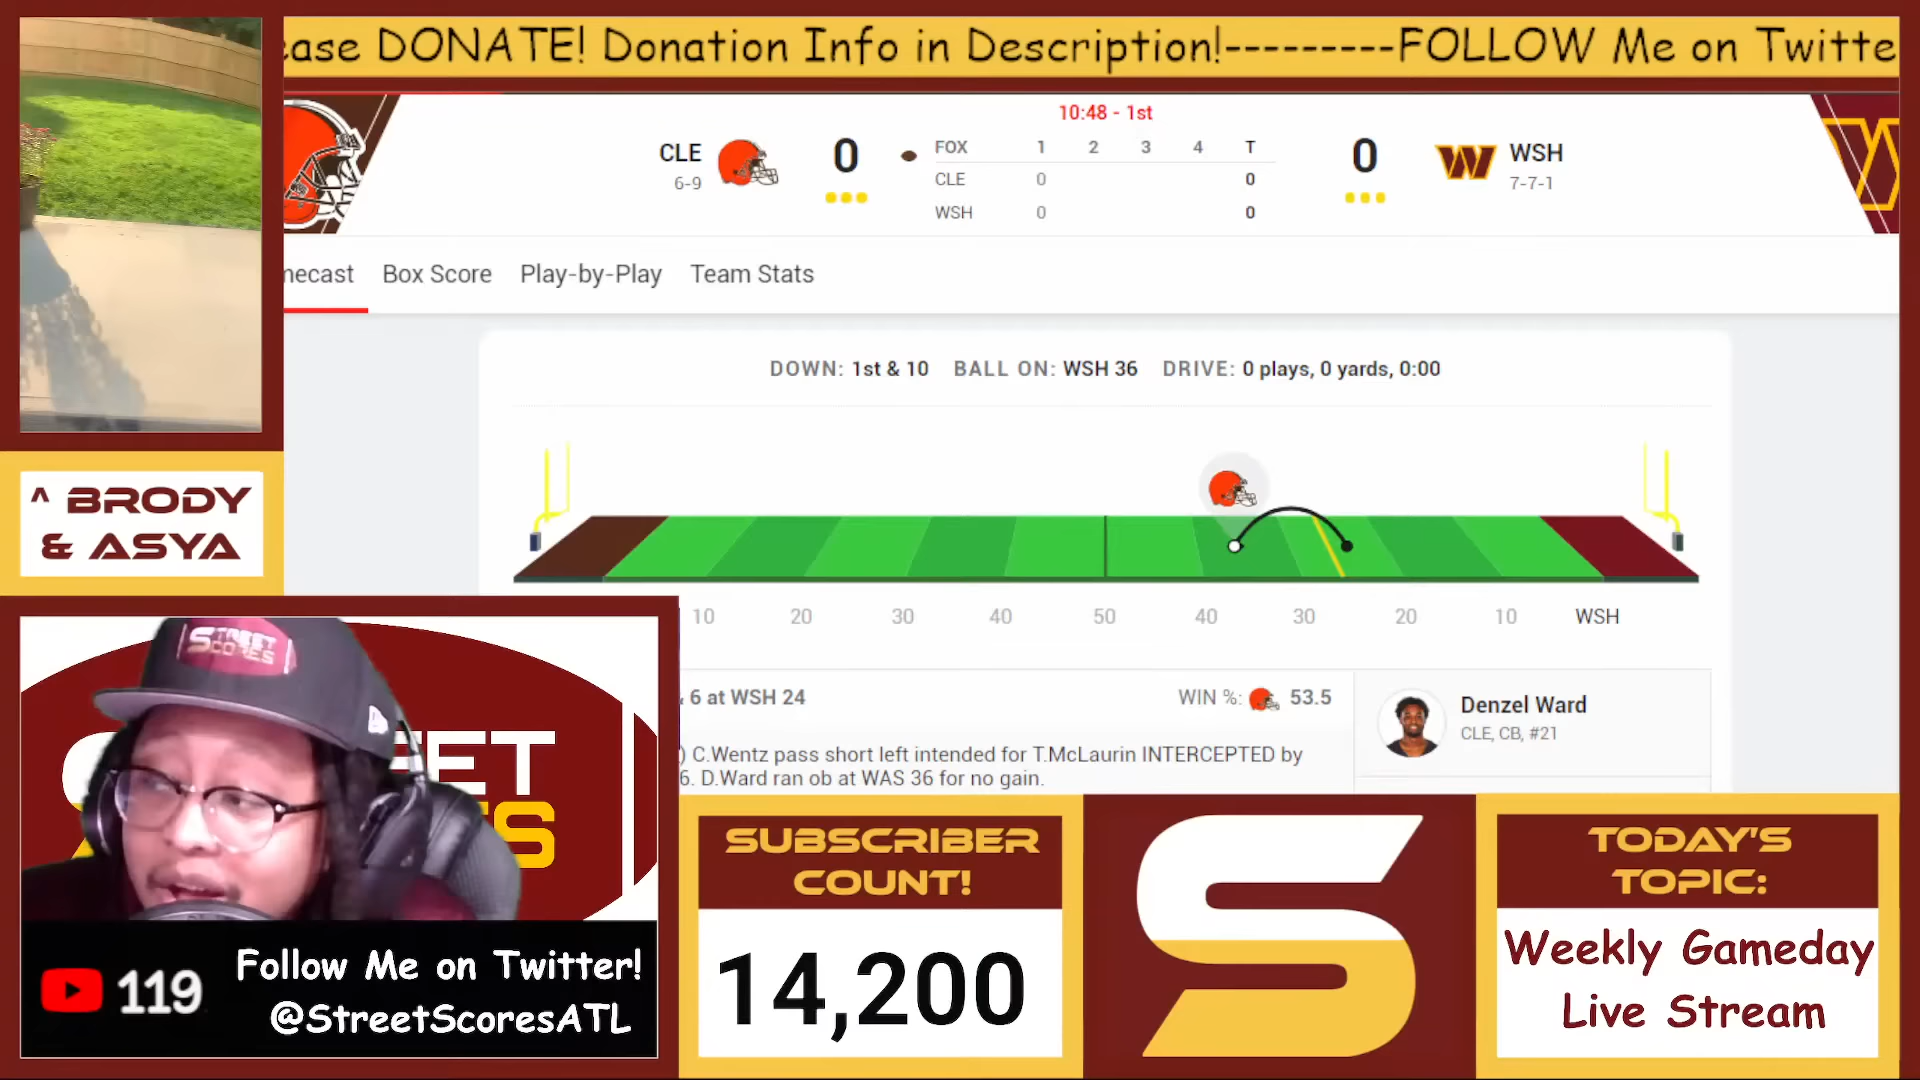 ease DONATE! Donation Info in Description!---------FOLLOW Me on Twitte
10:48 - 1st
CLE
6-9
0
FOX 1 2 3 4 T
CLE 0 0
WSH 0 0
0
WSH
7-7-1
mecast Box Score Play-by-Play Team Stats
DOWN: 1st & 10 BALL ON: WSH 36 DRIVE: 0 plays, 0 yards, 0:00
10 20 30 40 50 40 30 20 10 WSH
& 6 at WSH 24
WIN %: 53.5
) C.Wentz pass short left intended for T.McLaurin INTERCEPTED by
6. D.Ward ran ob at WAS 36 for no gain.
Denzel Ward
CLE, CB, #21
^ BRODY
& ASYA
STREET
SCORES
119
Follow Me on Twitter!
@StreetScoresATL
SUBSCRIBER
COUNT!
14,200
S
TODAY'S
TOPIC:
Weekly Gameday
Live Stream